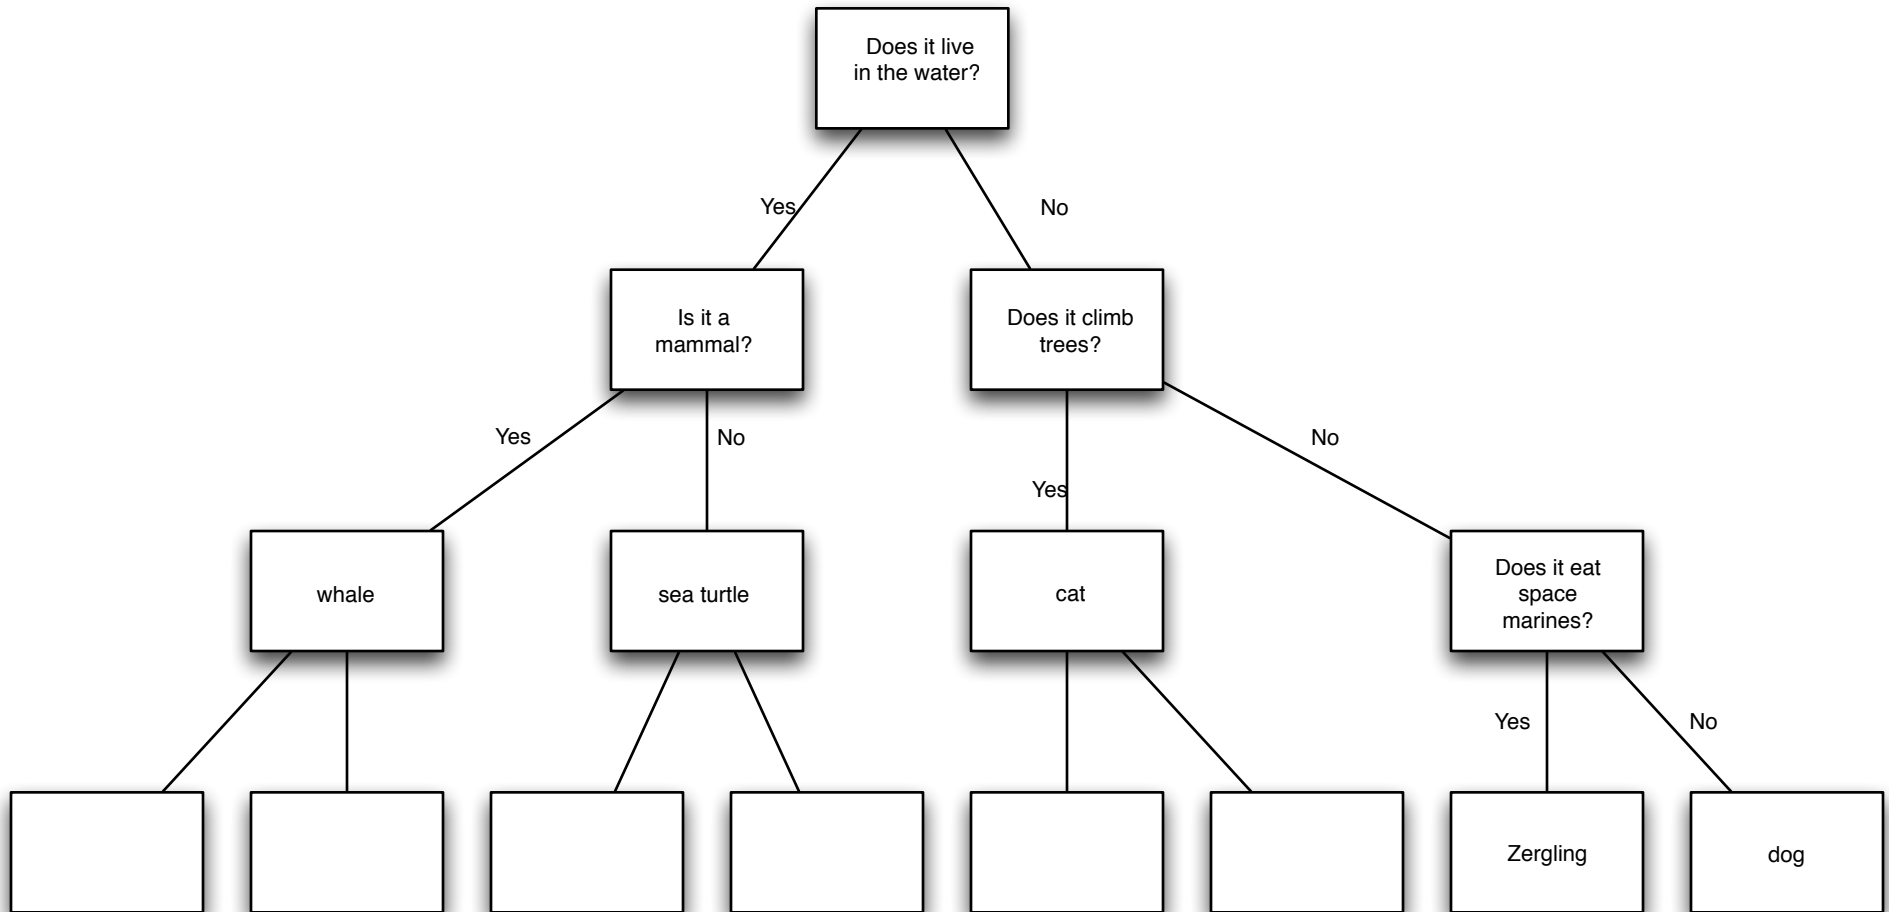 Does it live
in the water?
Yes
No
Is it a
mammal?
Does it climb
trees?
Yes
No
Yes
No
whale
sea turtle
cat
Does it eat
space
marines?
Yes
No
Zergling
dog